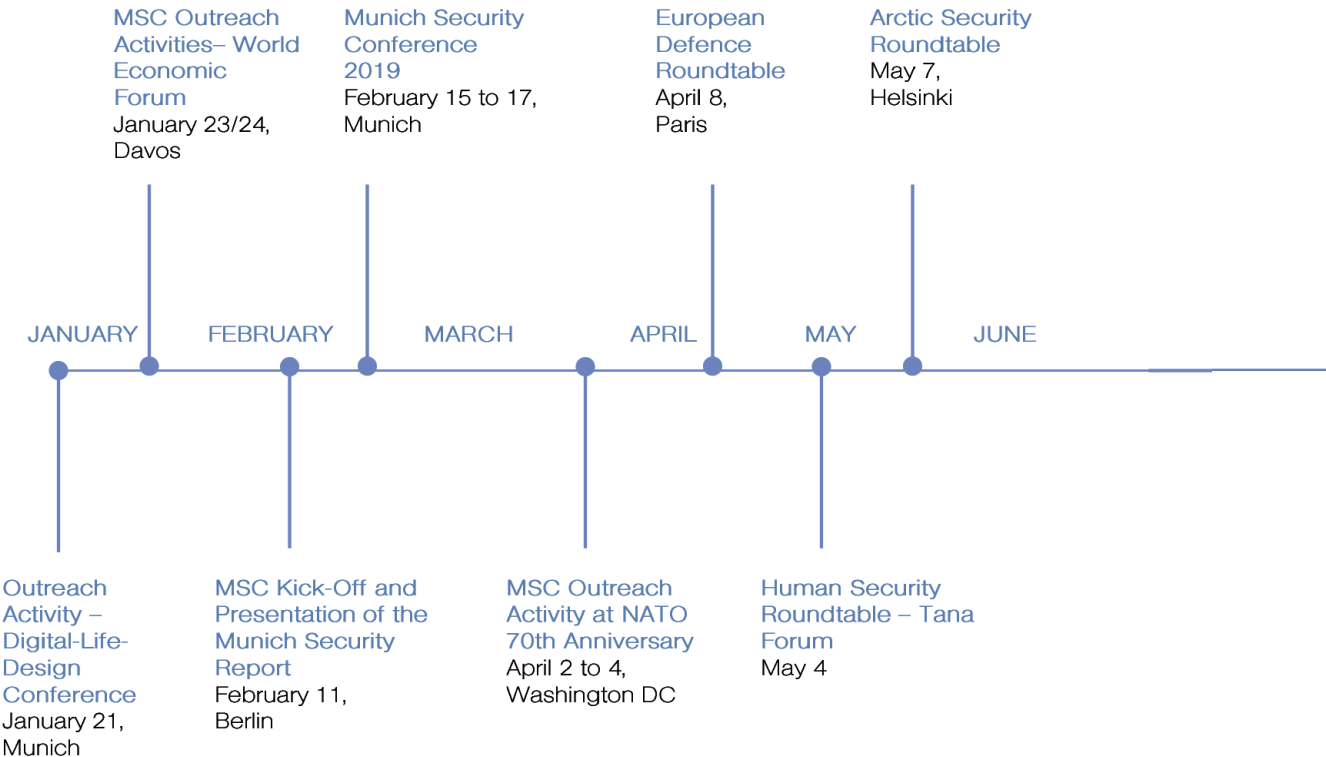 MSC Outreach
Activities– World
Economic
Forum
January 23/24,
Davos
Munich Security
Conference
2019
February 15 to 17,
Munich
European
Defence
Roundtable
April 8,
Paris
Arctic Security
Roundtable
May 7,
Helsinki
JANUARY
FEBRUARY
MARCH
APRIL
MAY
JUNE
Outreach
Activity –
Digital-Life-
Design
Conference
January 21,
Munich
MSC Kick-Off and
Presentation of the
Munich Security
Report
February 11,
Berlin
MSC Outreach
Activity at NATO
70th Anniversary
April 2 to 4,
Washington DC
Human Security
Roundtable – Tana
Forum
May 4